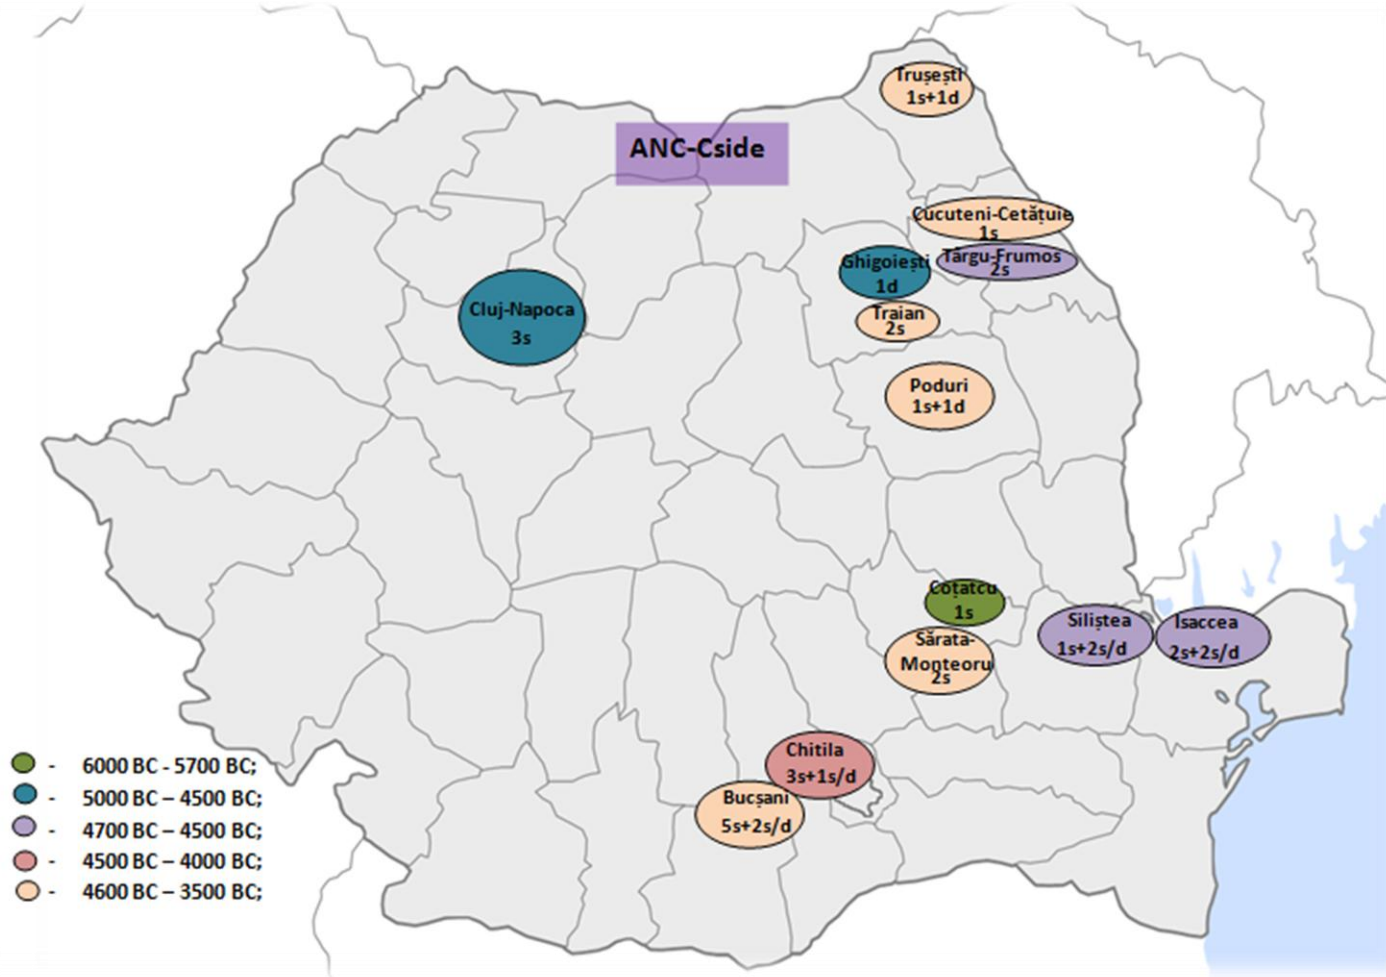 Trușești
1s+1d
ANC-Cside
Cucuteni-Cetățuie
1s
Ghigoiești
1d
Târgu-Frumos
2s
Cluj-Napoca
3s
Traian
2s
Poduri
1s+1d
Coțatcu
1s
Siliștea
1s+2s/d
Isaccea
2s+2s/d
Sărata-
Monteoru
2s
Chitila
3s+1s/d
Bucșani
5s+2s/d
- 6000 BC - 5700 BC;
- 5000 BC – 4500 BC;
- 4700 BC – 4500 BC;
- 4500 BC – 4000 BC;
- 4600 BC – 3500 BC;